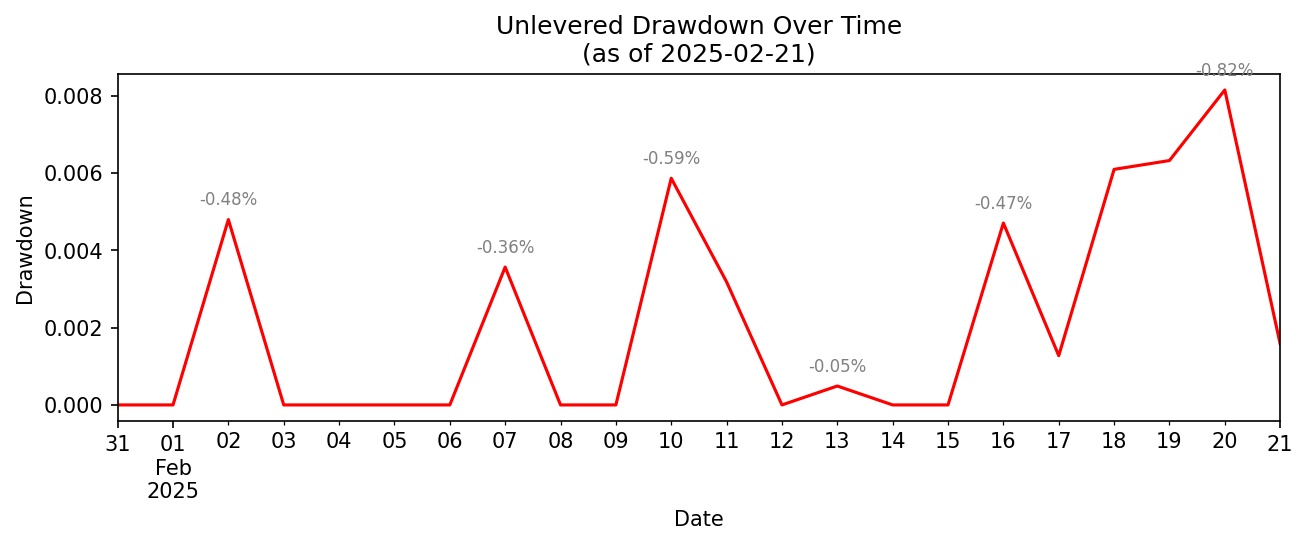 Unlevered Drawdown Over Time
(as of 2025-02-21)
-0.82%
-0.59%
-0.48%
-0.47%
-0.36%
-0.05%
0.008
0.006
0.004
0.002
0.000
Drawdown
31 01 02 03 04 05 06 07 08 09 10 11 12 13 14 15 16 17 18 19 20 21
Feb
2025
Date